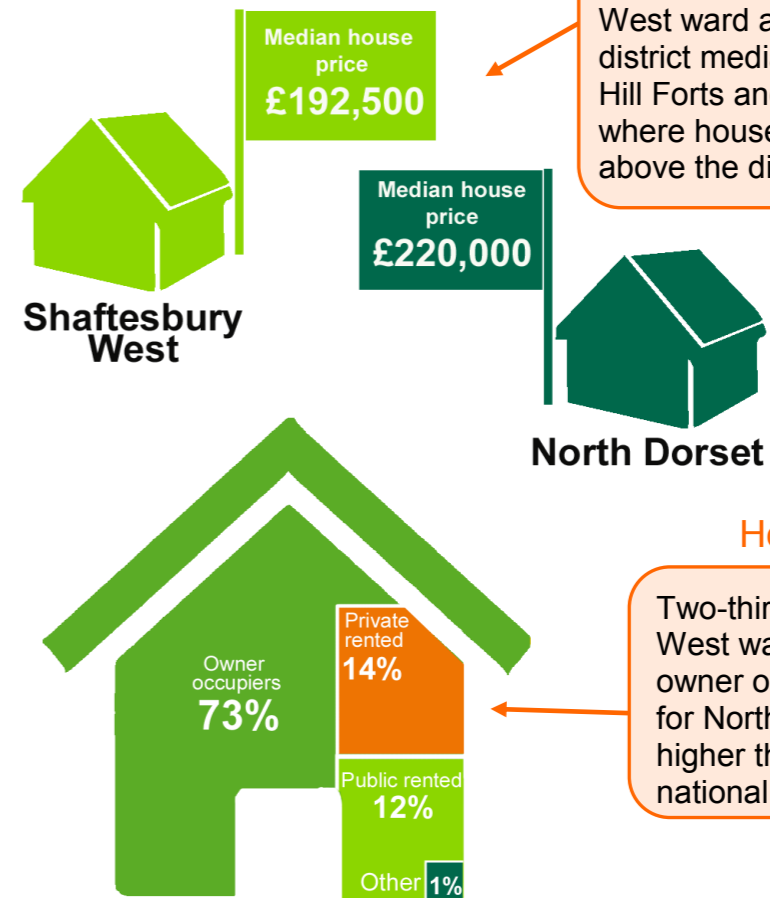 Median house
price
£192,500
West ward a
district medi
Hill Forts an
where house
above the di
Median house
price
£220,000
Shaftesbury
West
North Dorset
He
Two-thir
West wa
owner o
for North
higher th
national
Owner
occupiers
73%
Private
rented
14%
Public rented
12%
Other 1%